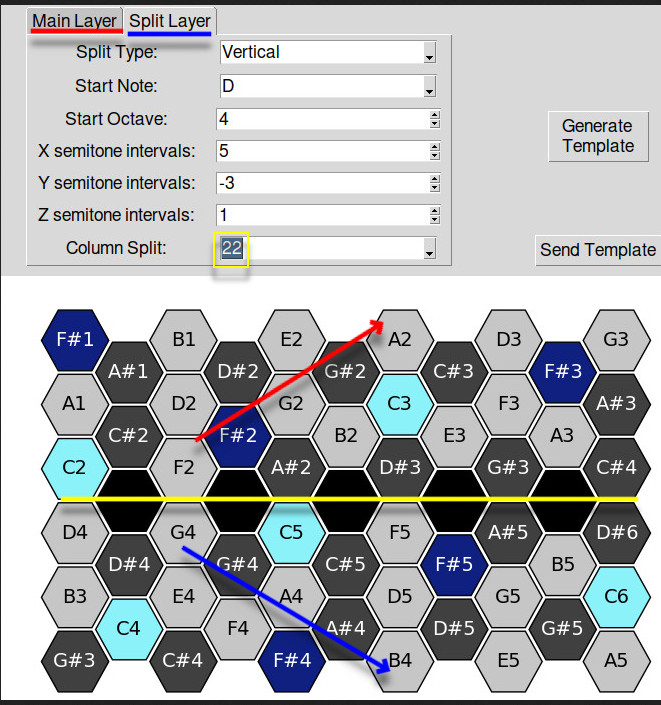 Main Layer Split Layer
Split Type: Vertical
Start Note: D
Start Octave: 4
X semitone intervals: 5
Y semitone intervals: -3
Z semitone intervals: 1
Column Split: 22
Generate
Template
Send Template
F#1 B1 E2 A2 D3 G3
A#1 D#2 G#2 C#3 F#3
A1 D2 G2 C3 F3 A#3
C#2 F#2 B2 E3 A3
C2 F2 A#2 D#3 G#3 C#4
D4 G4 C5 F5 A#5 D#6
D#4 G#4 C#5 F#5 B5
B3 E4 A4 D5 G5 C6
C4 F4 A#4 D#5 G#5
G#3 C#4 F#4 B4 E5 A5